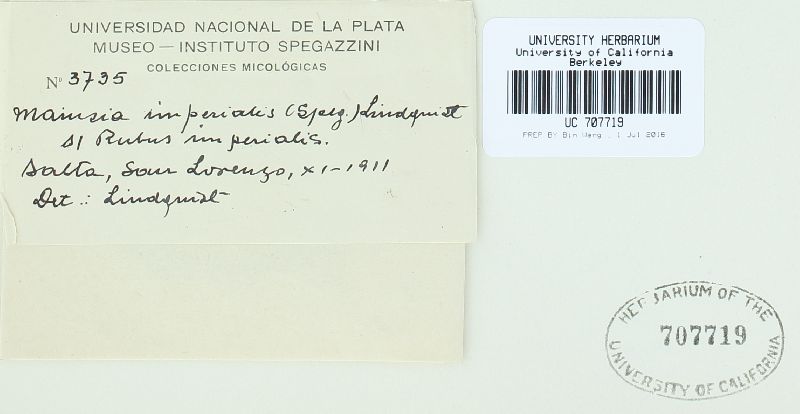 UNIVERSIDAD NACIONAL DE LA PLATA
MUSEO — INSTITUTO SPEGAZZINI
COLECCIONES MICOLÓGICAS
Nº 3735
Mainsia imperialis (Speg.) Lindquist
s/ Rubus imperialis.
Salta, San Lorenzo, XI-1911
Det.: Lindquist
UNIVERSITY HERBARIUM
University of California
Berkeley
UC 707719
PREP BY Bin Wang, 1 Jul 2016
HERBARIUM OF THE
707719
UNIVERSITY OF CALIFORNIA